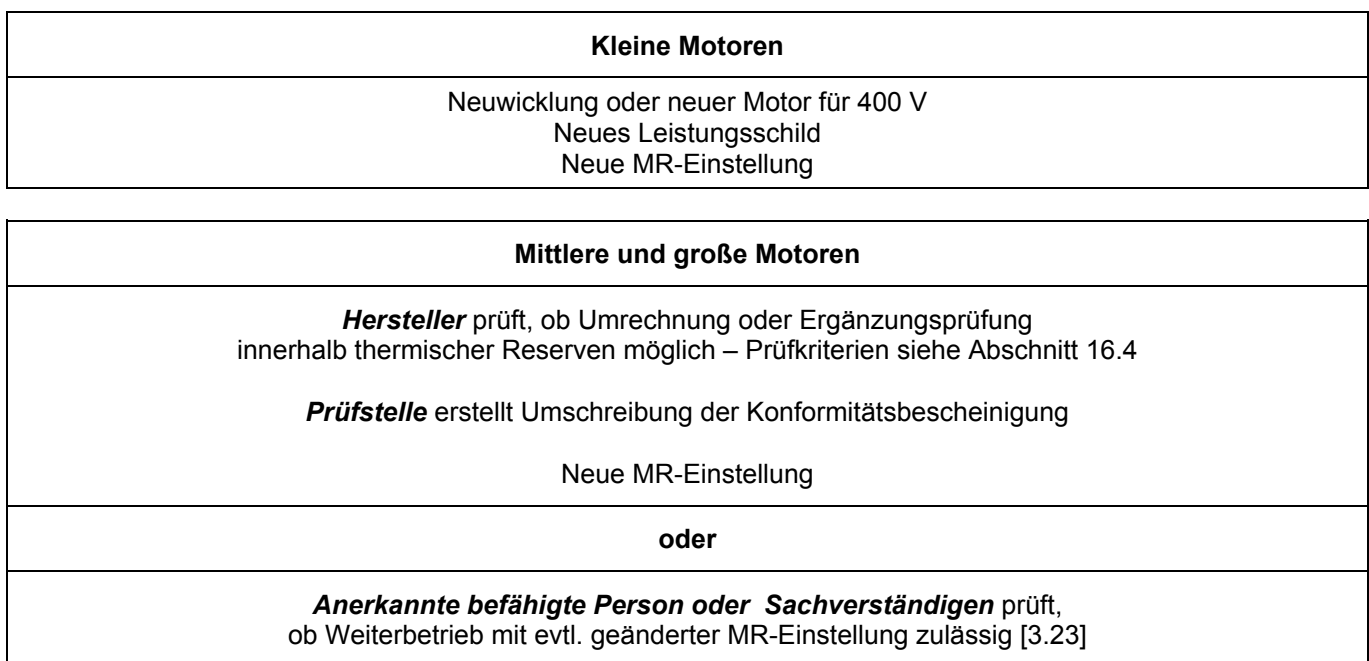 Kleine Motoren
Neuwicklung oder neuer Motor für 400 V
Neues Leistungsschild
Neue MR-Einstellung
Mittlere und große Motoren
Hersteller prüft, ob Umrechnung oder Ergänzungsprüfung
innerhalb thermischer Reserven möglich – Prüfkriterien siehe Abschnitt 16.4
Prüfstelle erstellt Umschreibung der Konformitätsbescheinigung
Neue MR-Einstellung
oder
Anerkannte befähigte Person oder Sachverständigen prüft,
ob Weiterbetrieb mit evtl. geänderter MR-Einstellung zulässig [3.23]